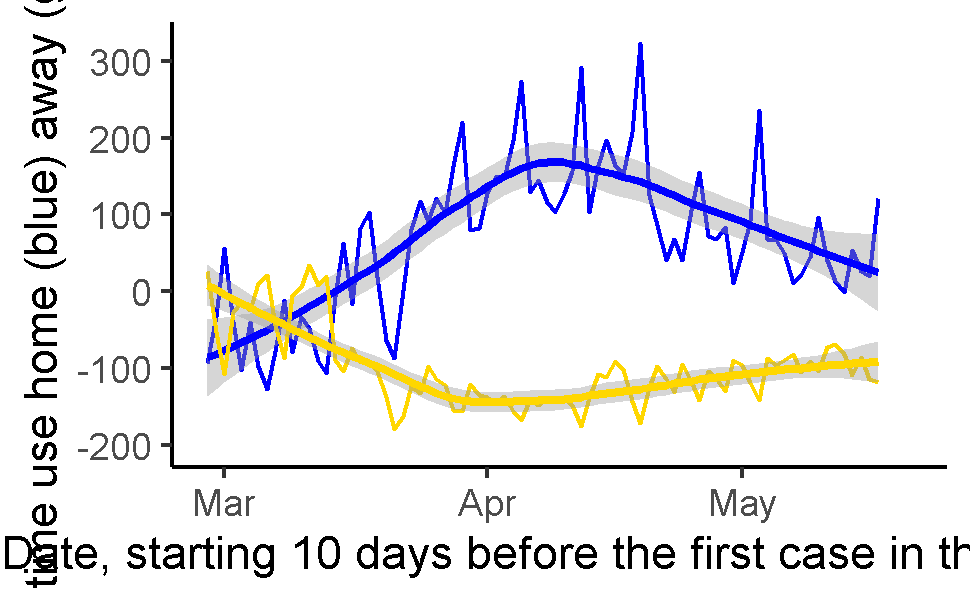 time use home (blue) away (
300
200
100
0
-100
-200
Mar Apr May
Date, starting 10 days before the first case in th